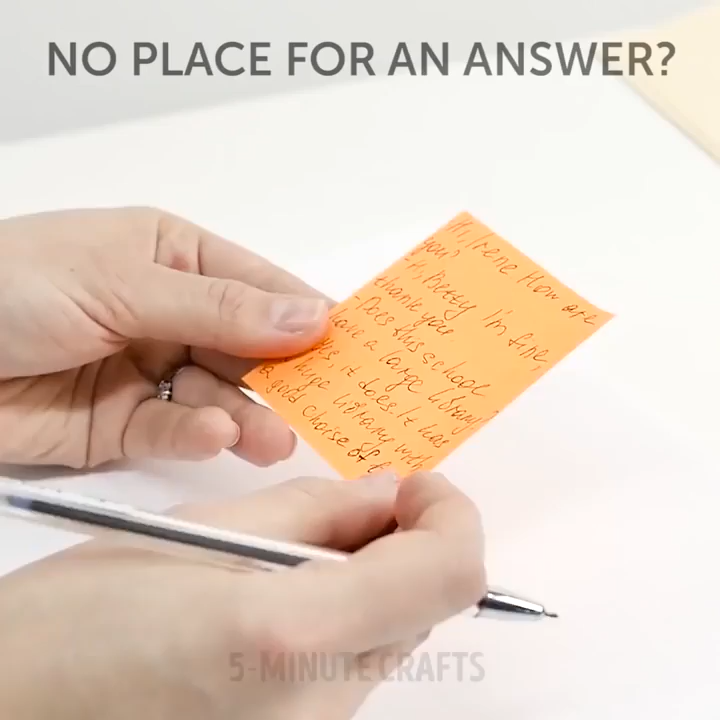 NO PLACE FOR AN ANSWER?
Hi, Irene How are
you?
-Hi, Betty I'm fine,
thank you.
-Does this school
have a large library?
it does. It has
a huge library with
a good choise of
5-MINUTE CRAFTS